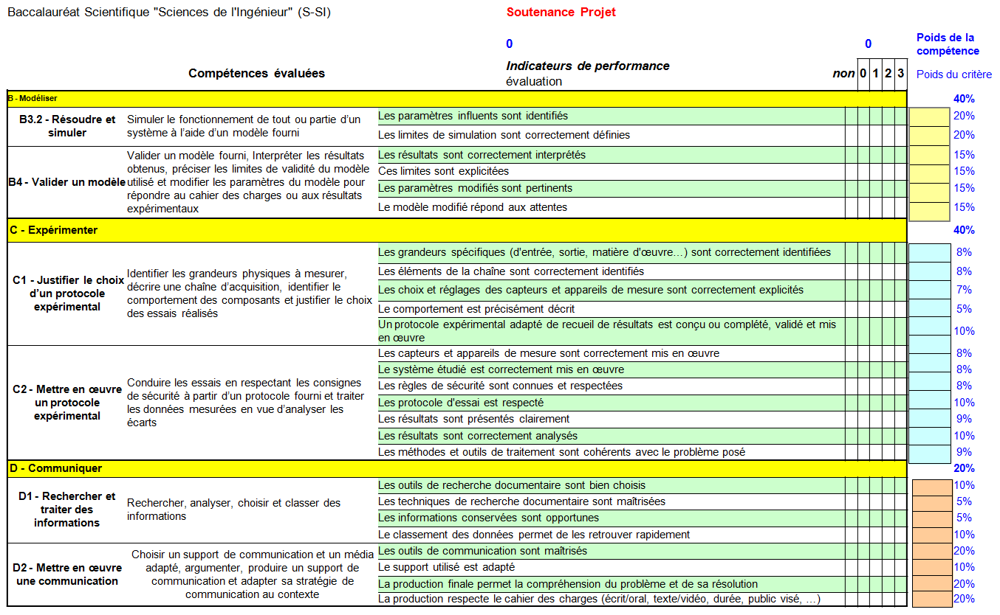 Baccalauréat Scientifique "Sciences de l'Ingénieur" (S-SI)
Soutenance Projet
0
0
Poids de la
compétence
Compétences évaluées
Indicateurs de performance
évaluation
non 0 1 2 3
Poids du critère
B - Modéliser
40%
B3.2 - Résoudre et
simuler
Simuler le fonctionnement de tout ou partie d'un
système à l'aide d'un modèle fourni
Les paramètres influents sont identifiés
20%
Les limites de simulation sont correctement définies
20%
B4 - Valider un modèle
Valider un modèle fourni, Interpréter les résultats
obtenus, préciser les limites de validité du modèle
utilisé et modifier les paramètres du modèle pour
répondre au cahier des charges ou aux résultats
expérimentaux
Les résultats sont correctement interprétés
15%
Ces limites sont explicitées
15%
Les paramètres modifiés sont pertinents
15%
Le modèle modifié répond aux attentes
15%
C - Expérimenter
40%
C1 - Justifier le choix
d'un protocole
expérimental
Identifier les grandeurs physiques à mesurer,
décrire une chaîne d'acquisition, identifier le
comportement des composants et justifier le choix
des essais réalisés
Les grandeurs spécifiques (d'entrée, sortie, matière d'œuvre…) sont correctement identifiées
8%
Les éléments de la chaîne sont correctement identifiés
8%
Les choix et réglages des capteurs et appareils de mesure sont correctement explicités
7%
Le comportement est précisément décrit
5%
Un protocole expérimental adapté de recueil de résultats est conçu ou complété, validé et mis
en œuvre
10%
C2 - Mettre en œuvre
un protocole
expérimental
Conduire les essais en respectant les consignes
de sécurité à partir d'un protocole fourni et traiter
les données mesurées en vue d'analyser les
écarts
Les capteurs et appareils de mesure sont correctement mis en œuvre
8%
Le système étudié est correctement mis en œuvre
8%
Les règles de sécurité sont connues et respectées
8%
Les protocole d'essai est respecté
10%
Les résultats sont présentés clairement
9%
Les résultats sont correctement analysés
10%
Les méthodes et outils de traitement sont cohérents avec le problème posé
9%
D - Communiquer
20%
D1 - Rechercher et
traiter des
informations
Rechercher, analyser, choisir et classer des
informations
Les outils de recherche documentaire sont bien choisis
10%
Les techniques de recherche documentaire sont maîtrisées
5%
Les informations conservées sont opportunes
5%
Le classement des données permet de les retrouver rapidement
10%
D2 - Mettre en œuvre
une communication
Choisir un support de communication et un média
adapté, argumenter, produire un support de
communication et adapter sa stratégie de
communication au contexte
Les outils de communication sont maîtrisés
20%
Le support utilisé est adapté
10%
La production finale permet la compréhension du problème et de sa résolution
20%
La production respecte le cahier des charges (écrit/oral, texte/vidéo, durée, public visé, …)
20%